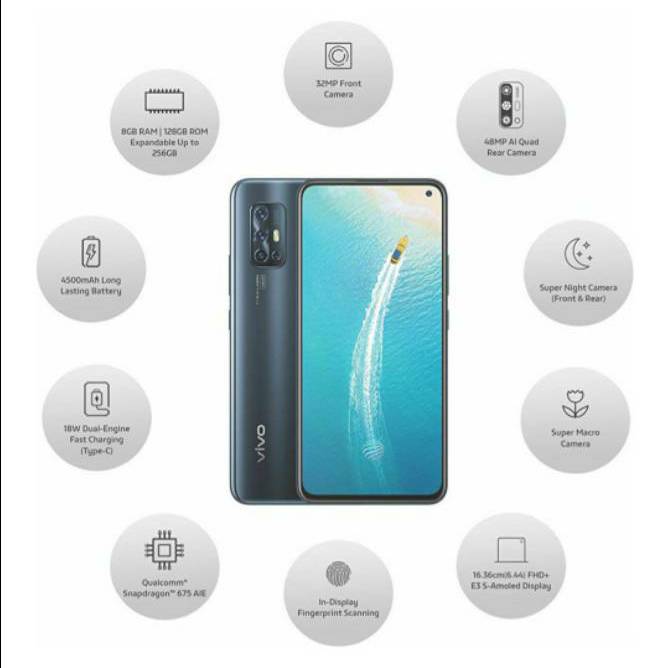 32MP Front
Camera
8GB RAM | 128GB ROM
Expandable Up to
256GB
48MP AI Quad
Rear Camera
4500mAh Long
Lasting Battery
Super Night Camera
(Front & Rear)
18W Dual-Engine
Fast Charging
(Type-C)
Super Macro
Camera
vivo
Qualcomm®
Snapdragon™ 675 AIE
In-Display
Fingerprint Scanning
16.36cm(6.44) FHD+
E3 S-Amoled Display